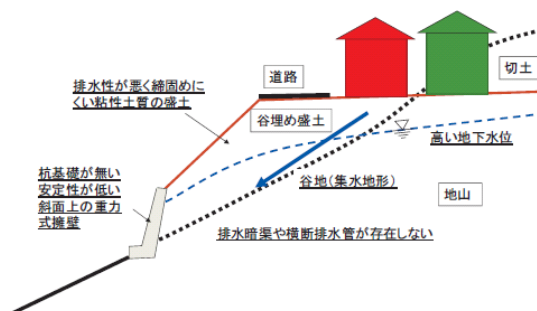 切土
道路
排水性が悪く締固めに
くい粘性土質の盛土
谷埋め盛土
高い地下水位
杭基礎が無い
安定性が低い
斜面上の重力
式擁壁
谷地(集水地形)
地山
排水暗渠や横断排水管が存在しない